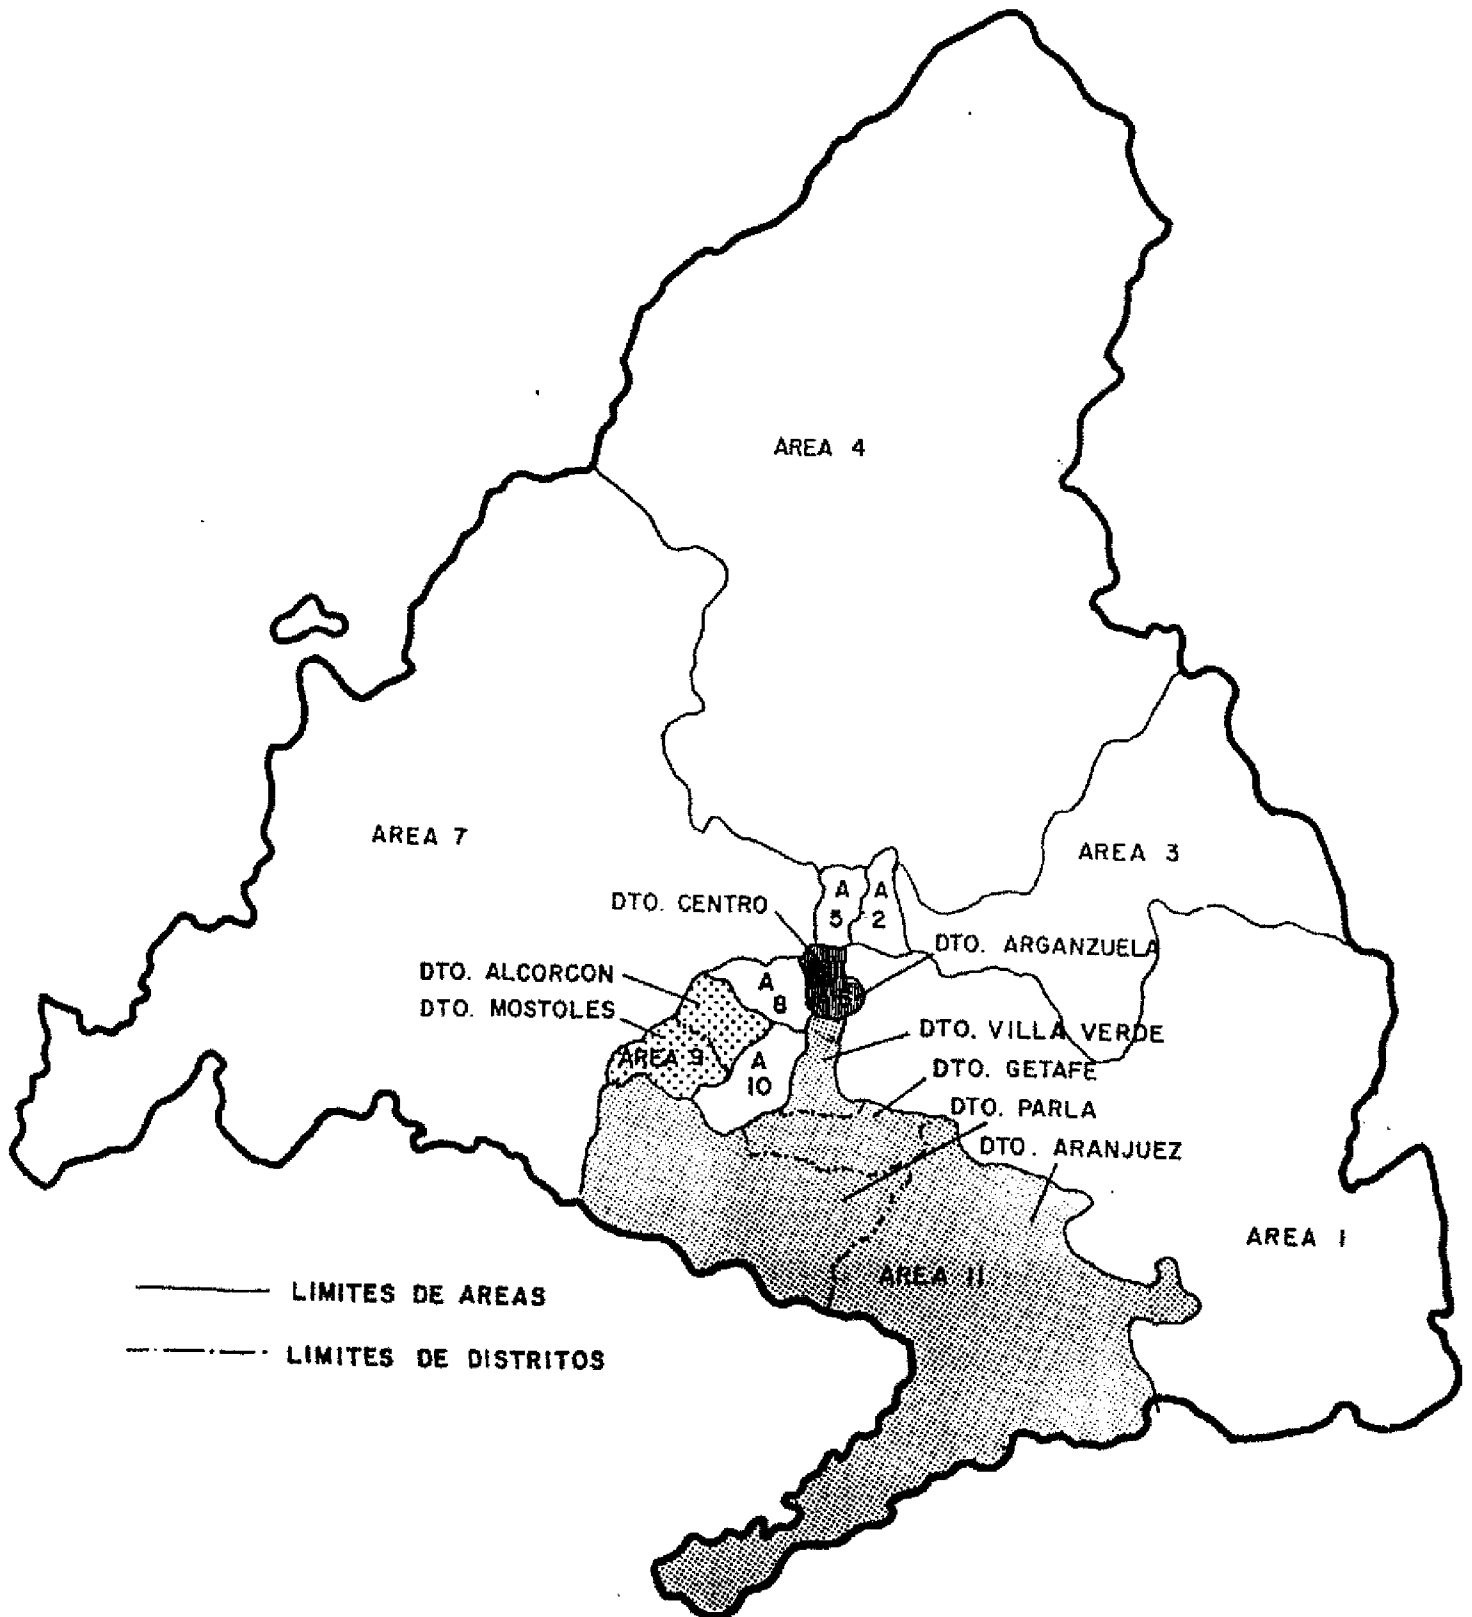 AREA 4
AREA 7
AREA 3
A
5
A
2
DTO. CENTRO
DTO. ARGANZUELA
DTO. ALCORCON
A
8
DTO. MOSTOLES
DTO. VILLA VERDE
AREA 9
A
10
DTO. GETAFE
DTO. PARLA
DTO. ARANJUEZ
AREA 1
AREA 11
LIMITES DE AREAS
LIMITES DE DISTRITOS